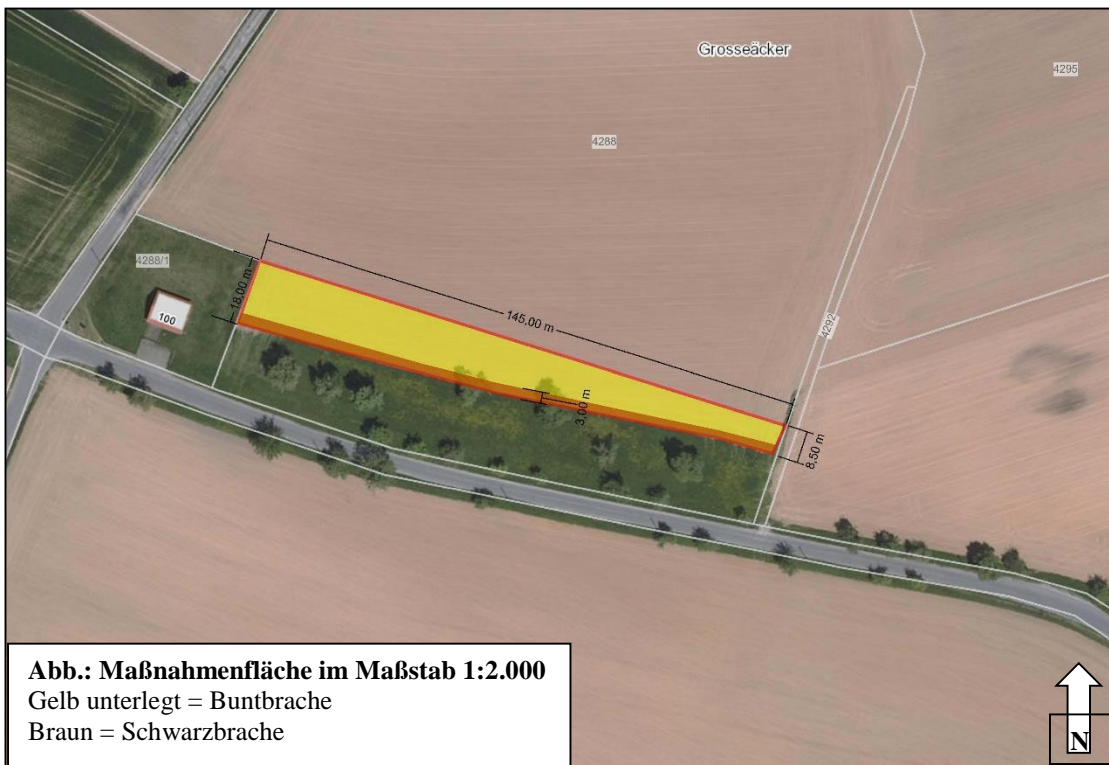 Grosseäcker
4295
4288
4288/1
18,00 m
100
145,00 m
4292
3,00 m
8,50 m
Abb.: Maßnahmenfläche im Maßstab 1:2.000
Gelb unterlegt = Buntbrache
Braun = Schwarzbrache
N